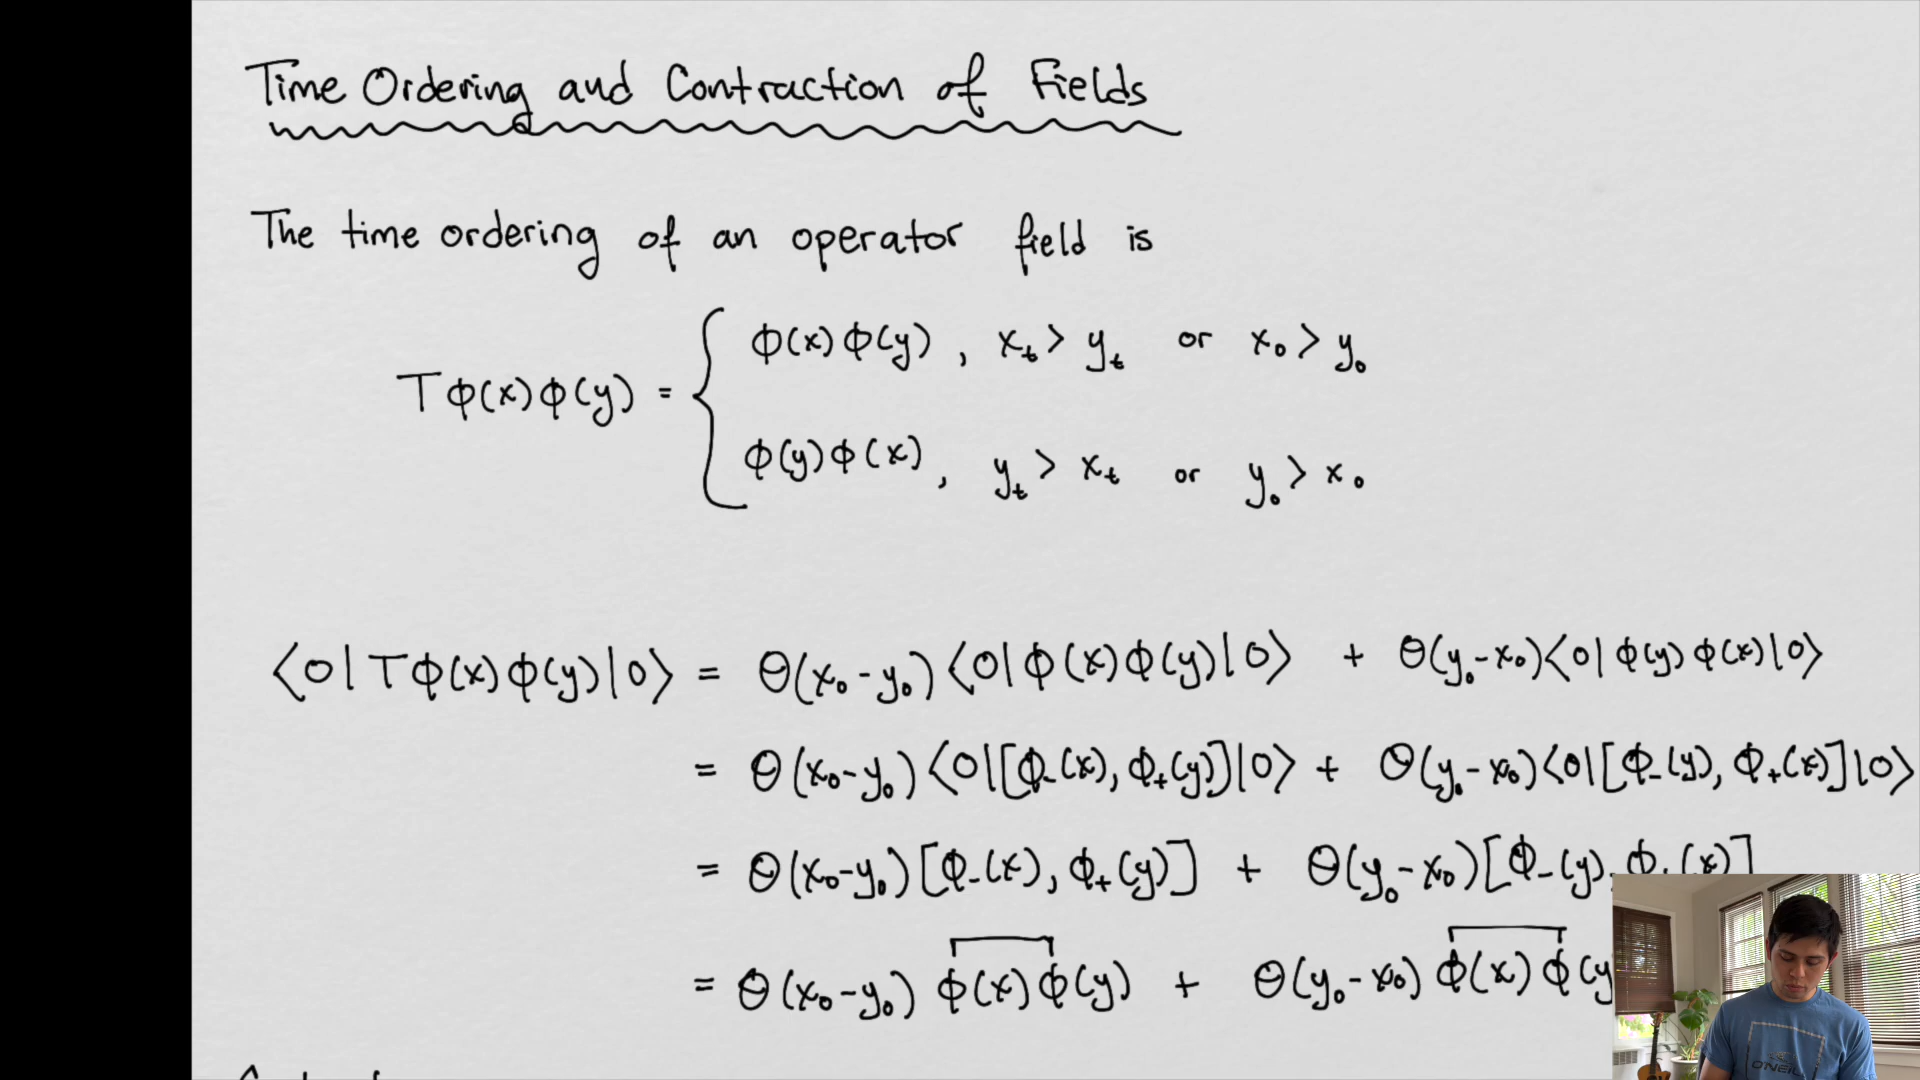 Time Ordering and Contraction of Fields
The time ordering of an operator field is
Tϕ(x)ϕ(y) = { ϕ(x)ϕ(y), x_t > y_t or x_0 > y_0
ϕ(y)ϕ(x), y_t > x_t or y_0 > x_0
⟨0|Tϕ(x)ϕ(y)|0⟩ = Θ(x_0-y_0)⟨0|ϕ(x)ϕ(y)|0⟩ + Θ(y_0-x_0)⟨0|ϕ(y)ϕ(x)|0⟩
= Θ(x_0-y_0)⟨0|[ϕ_-(x), ϕ_+(y)]|0⟩ + Θ(y_0-x_0)⟨0|[ϕ_-(y), ϕ_+(x)]|0⟩
= Θ(x_0-y_0)[ϕ_-(x), ϕ_+(y)] + Θ(y_0-x_0)[ϕ_-(y), ϕ_+(x)]
= Θ(x_0-y_0) ϕ(x)ϕ(y) + Θ(y_0-x_0) ϕ(x)ϕ(y
O'NEILL